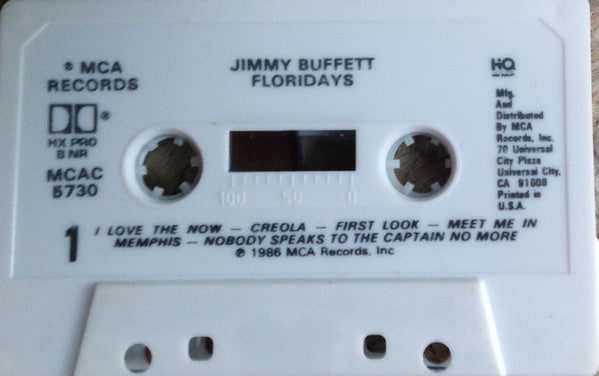 ® MCA
RECORDS
JIMMY BUFFETT
FLORIDAYS
HQ
®
HX PRO
B NR
MCAC
5730
Mfg.
And
Distributed
By MCA
Records, Inc.
70 Universal
City Plaza
Universal City,
CA 91608
Printed in
U.S.A.
100 50 0
1
I LOVE THE NOW – CREOLA – FIRST LOOK – MEET ME IN
MEMPHIS – NOBODY SPEAKS TO THE CAPTAIN NO MORE
℗ 1986 MCA Records, Inc